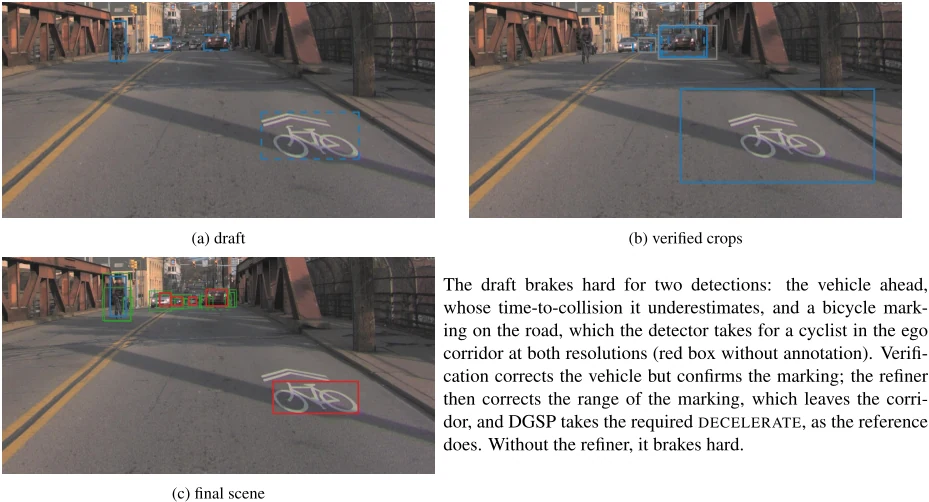 (a) draft
(b) verified crops
The draft brakes hard for two detections: the vehicle ahead,
whose time-to-collision it underestimates, and a bicycle mark-
ing on the road, which the detector takes for a cyclist in the ego
corridor at both resolutions (red box without annotation). Verifi-
cation corrects the vehicle but confirms the marking; the refiner
then corrects the range of the marking, which leaves the corri-
dor, and DGSP takes the required DECELERATE, as the reference
does. Without the refiner, it brakes hard.
(c) final scene